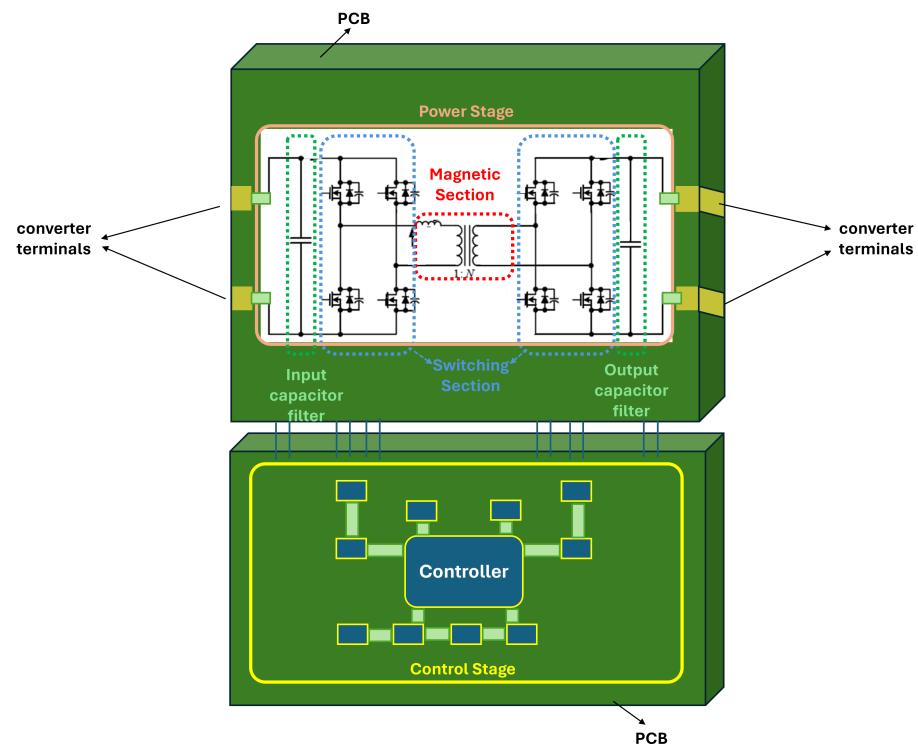 PCB
Power Stage
Magnetic
Section
converter
terminals
converter
terminals
1:N
Switching
Section
Input
capacitor
filter
Output
capacitor
filter
Controller
Control Stage
PCB